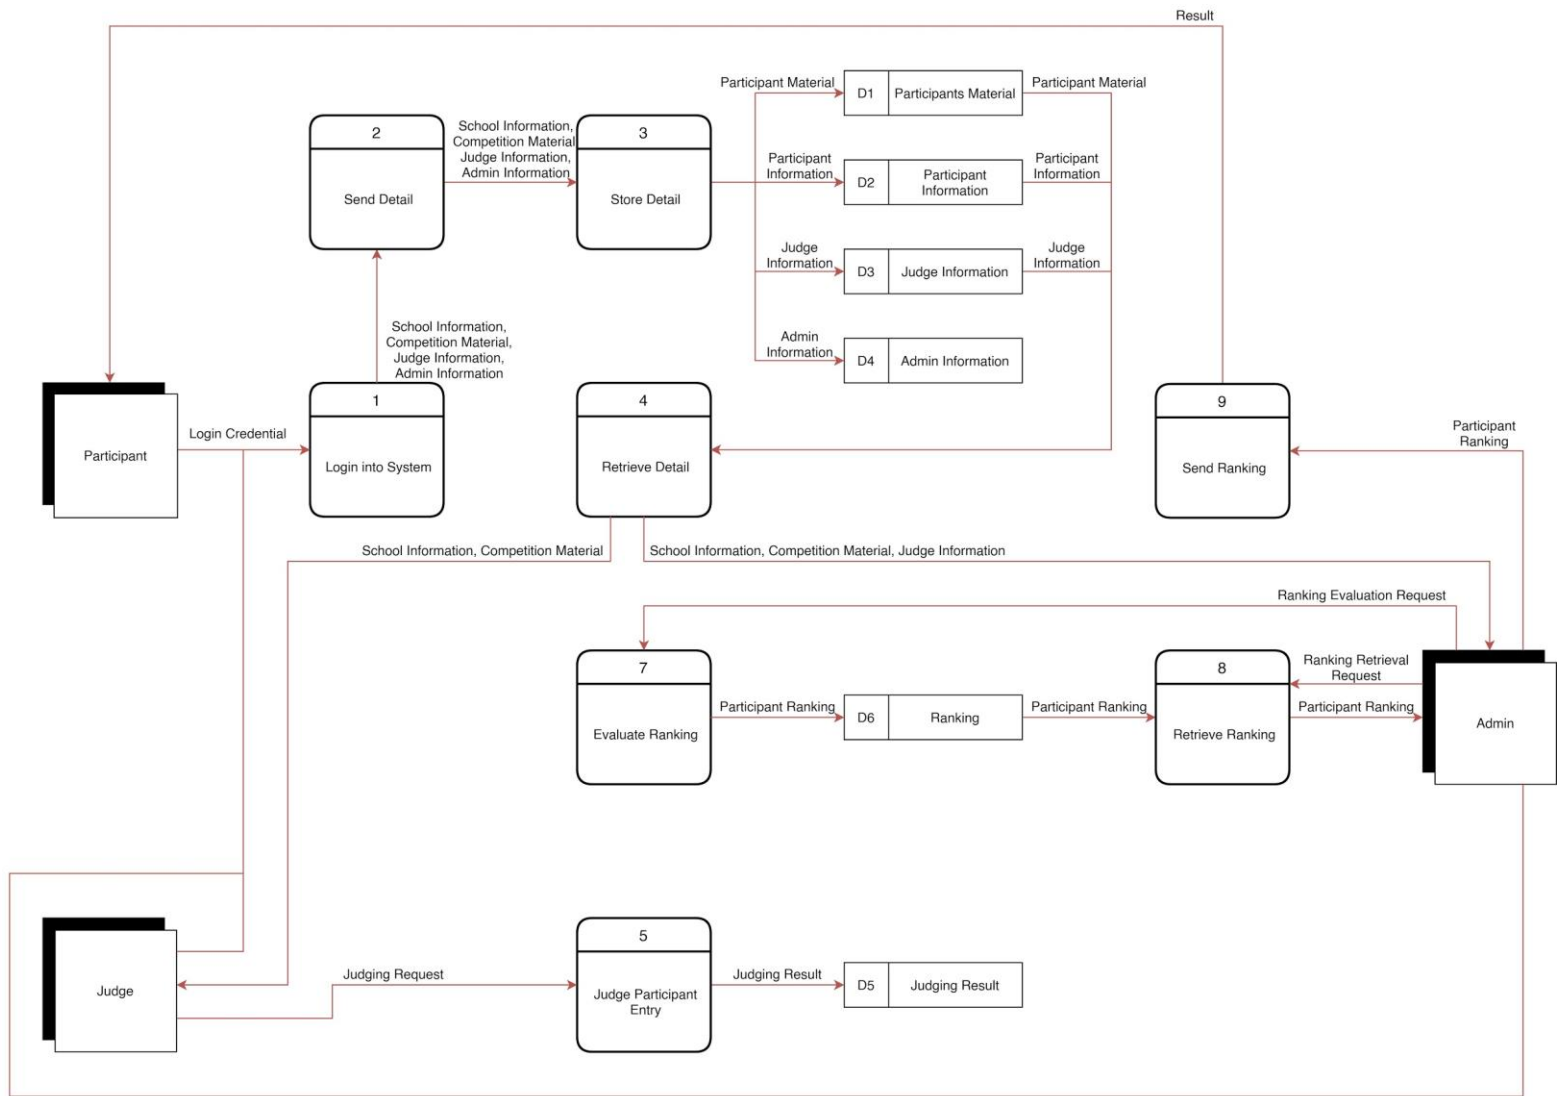 Result
Participant Material
D1
Participants Material
Participant Material
2
Send Detail
School Information,
Competition Material
Judge Information,
Admin Information
3
Store Detail
Participant
Information
D2
Participant
Information
Participant
Information
Judge
Information
D3
Judge Information
Judge
Information
Admin
Information
D4
Admin Information
School Information,
Competition Material,
Judge Information,
Admin Information
Participant
Login Credential
1
Login into System
4
Retrieve Detail
9
Send Ranking
Participant
Ranking
School Information, Competition Material
School Information, Competition Material, Judge Information
Ranking Evaluation Request
7
Evaluate Ranking
Participant Ranking
D6
Ranking
Participant Ranking
8
Retrieve Ranking
Ranking Retrieval
Request
Participant Ranking
Admin
Judge
Judging Request
5
Judge Participant
Entry
Judging Result
D5
Judging Result